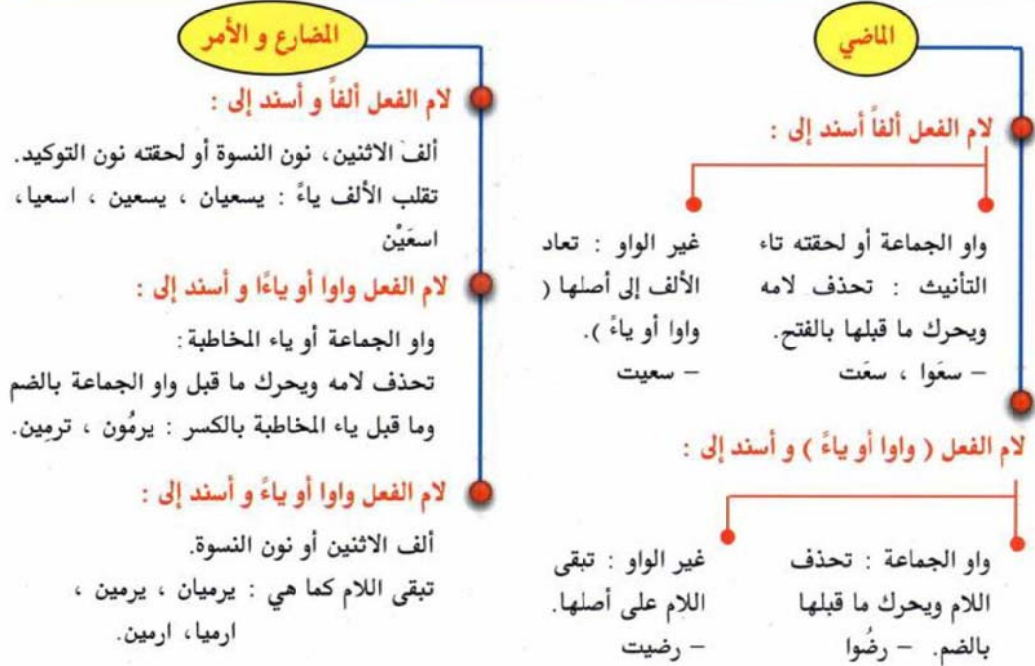 الماضي
لام الفعل ألفاً أسند إلى :
واو الجماعة أو لحقته تاء
التأنيث : تحذف لامه
ويحرك ما قبلها بالفتح.
– سعَوا ، سعَت
غير الواو : تعاد
الألف إلى أصلها (
واوا أو ياءً ).
– سعيت
لام الفعل ( واوا أو ياءً ) و أسند إلى :
واو الجماعة : تحذف
اللام ويحرك ما قبلها
بالضم. – رضُوا
غير الواو : تبقى
اللام على أصلها.
– رضيت
المضارع و الأمر
لام الفعل ألفاً و أسند إلى :
ألف الاثنين، نون النسوة أو لحقته نون التوكيد.
تقلب الألف ياءً : يسعيان ، يسعين ، اسعيا،
اسعَيْن
لام الفعل واوا أو ياءًا و أسند إلى :
واو الجماعة أو ياء المخاطبة :
تحذف لامه ويحرك ما قبل واو الجماعة بالضم
وما قبل ياء المخاطبة بالكسر : يرمُون ، ترمِين.
لام الفعل واوا أو ياءً و أسند إلى :
ألف الاثنين أو نون النسوة.
تبقى اللام كما هي : يرميان ، يرمين ،
ارميا، ارمين.